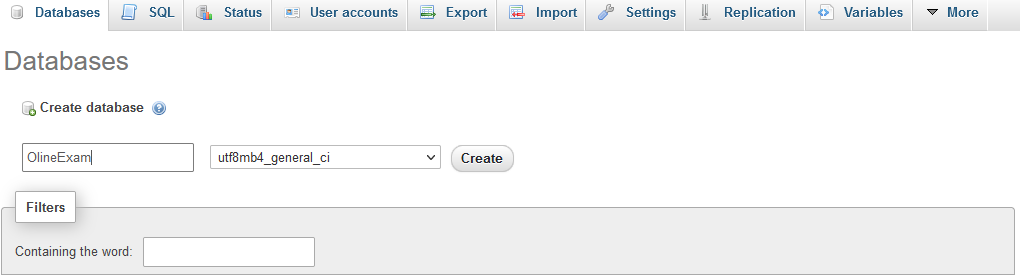 Databases SQL Status User accounts Export Import Settings Replication Variables More
Databases
Create database
OlineExam utf8mb4_general_ci Create
Filters
Containing the word: